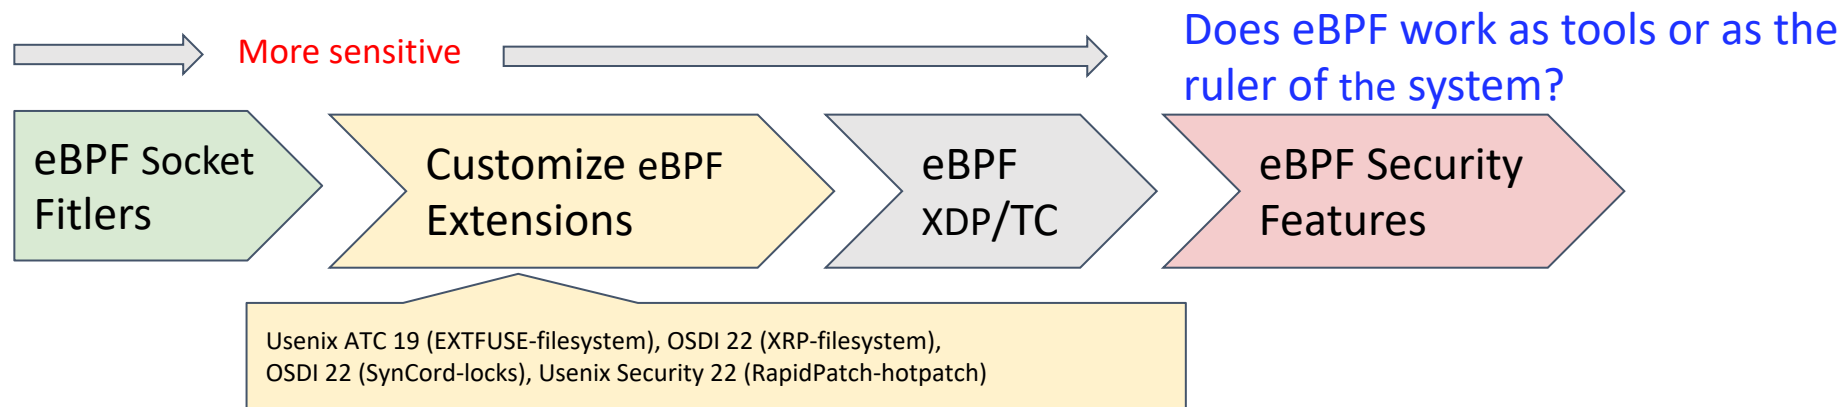 More sensitive
Does eBPF work as tools or as the
ruler of the system?
eBPF Socket
Fitlers
Customize eBPF
Extensions
eBPF
XDP/TC
eBPF Security
Features
Usenix ATC 19 (EXTFUSE-filesystem), OSDI 22 (XRP-filesystem),
OSDI 22 (SynCord-locks), Usenix Security 22 (RapidPatch-hotpatch)